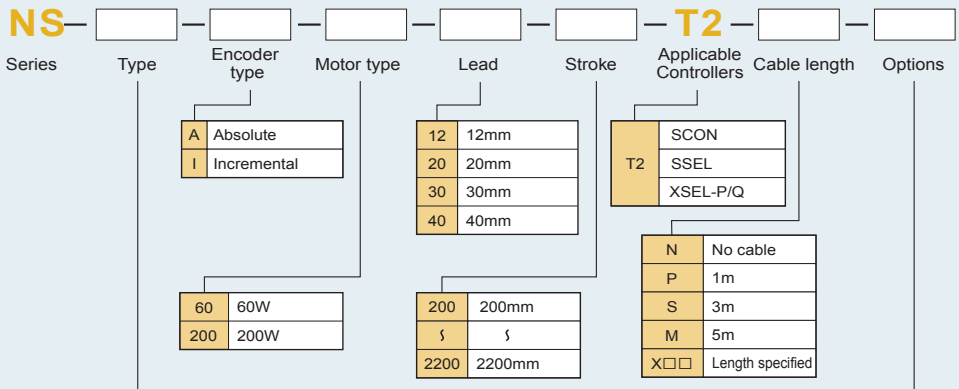 NS— — — — — —T2— —
Series Type Encoder type Motor type Lead Stroke Applicable Controllers Cable length Options
A Absolute
I Incremental
12 12mm
20 20mm
30 30mm
40 40mm
T2 SCON
SSEL
XSEL-P/Q
N No cable
P 1m
S 3m
M 5m
X□□ Length specified
60 60W
200 200W
200 200mm
⌇ ⌇
2200 2200mm